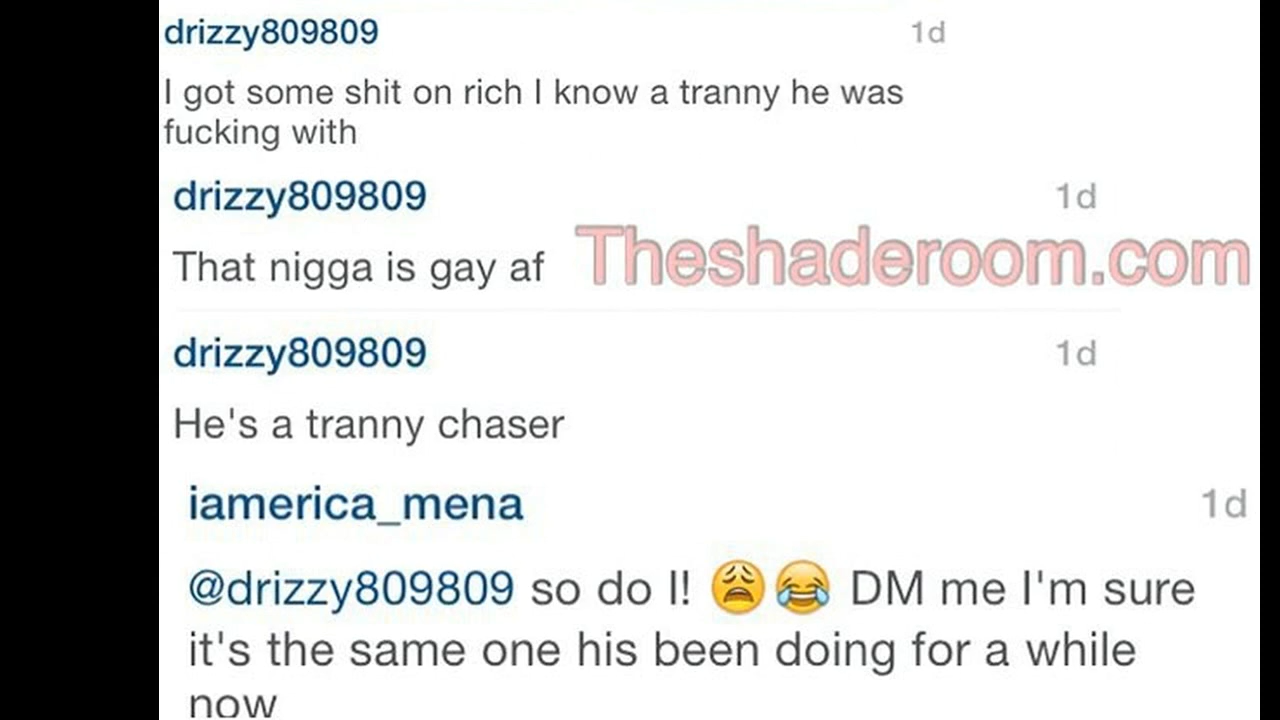 drizzy809809 1d
I got some shit on rich I know a tranny he was
fucking with
drizzy809809 1d
That nigga is gay af Theshaderoom.com
drizzy809809 1d
He's a tranny chaser
iamerica_mena 1d
@drizzy809809 so do I! 😩😂 DM me I'm sure
it's the same one his been doing for a while
now